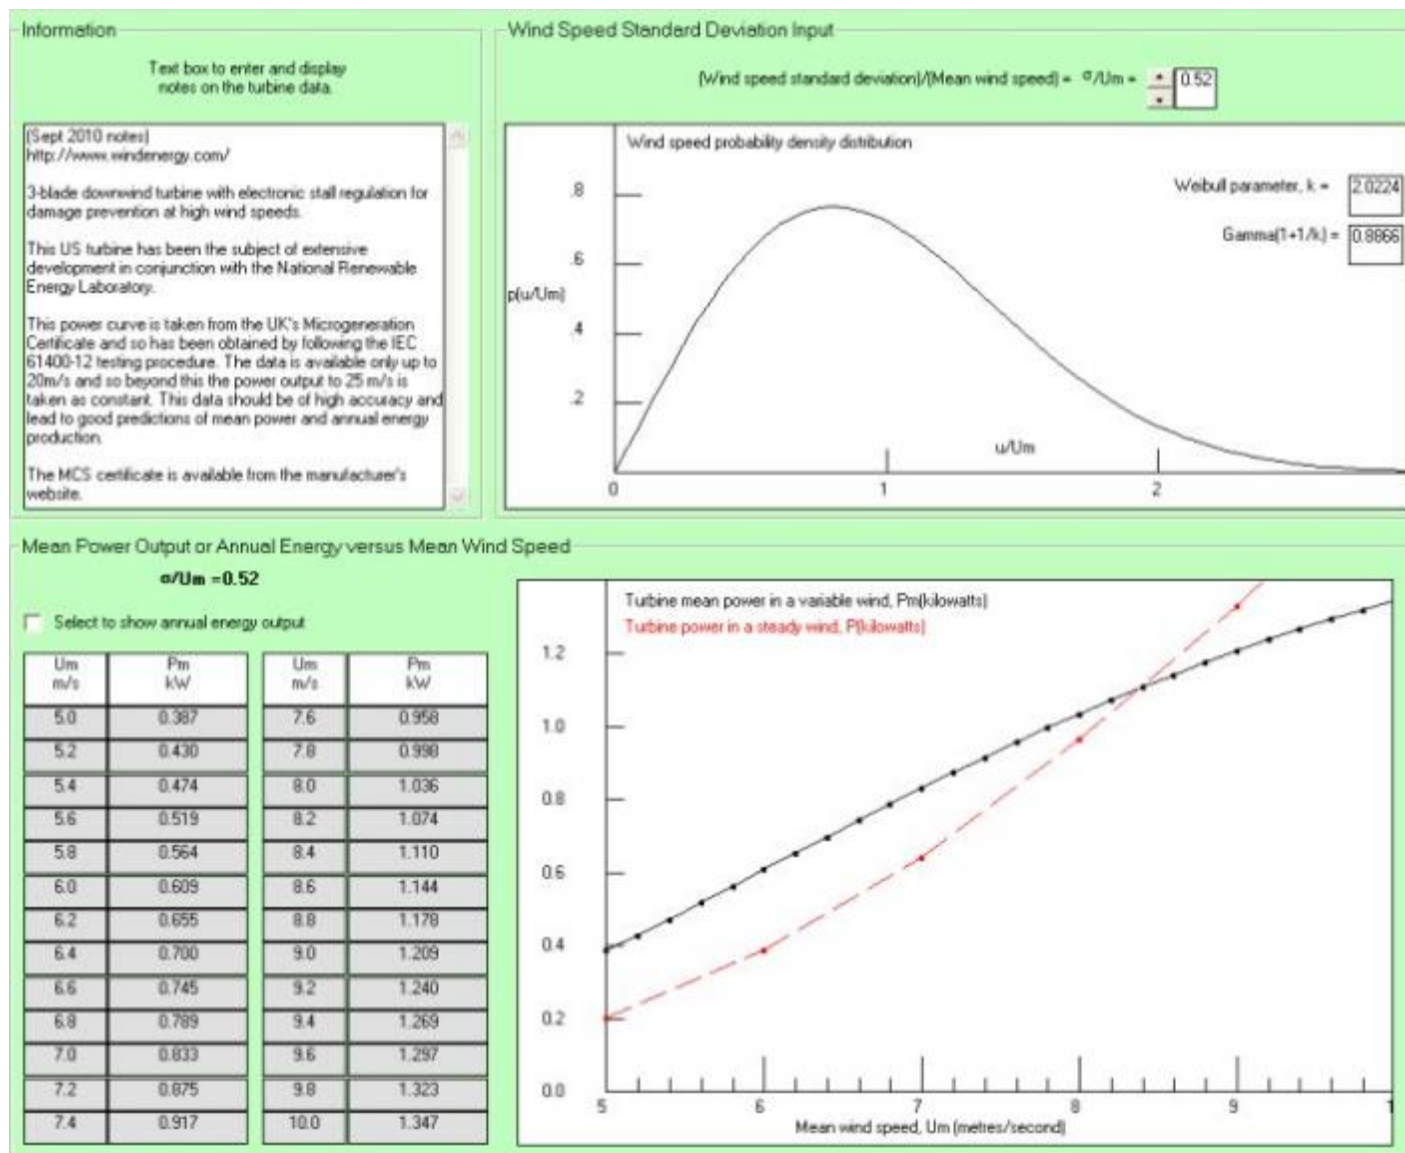 Information
Text box to enter and display
notes on the turbine data.
(Sept 2010 notes)
http://www.windenergy.com/
3-blade downwind turbine with electronic stall regulation for
damage prevention at high wind speeds.
This US turbine has been the subject of extensive
development in conjunction with the National Renewable
Energy Laboratory.
This power curve is taken from the UK's Microgeneration
Certificate and so has been obtained by following the IEC
61400-12 testing procedure. The data is available only up to
20m/s and so beyond this the power output to 25 m/s is
taken as constant. This data should be of high accuracy and
lead to good predictions of mean power and annual energy
production.
The MCS certificate is available from the manufacturer's
website.
Wind Speed Standard Deviation Input
(Wind speed standard deviation)/(Mean wind speed) = σ/Um = 0.52
Wind speed probability density distribution
Weibull parameter, k = 2.0224
Gamma(1+1/k) = 0.8866
p(u/Um)
.8
.6
.4
.2
u/Um
0 1 2
Mean Power Output or Annual Energy versus Mean Wind Speed
σ/Um =0.52
Select to show annual energy output
Um Pm Um Pm
m/s kW m/s kW
5.0 0.387 7.6 0.958
5.2 0.430 7.8 0.998
5.4 0.474 8.0 1.036
5.6 0.519 8.2 1.074
5.8 0.564 8.4 1.110
6.0 0.609 8.6 1.144
6.2 0.655 8.8 1.178
6.4 0.700 9.0 1.209
6.6 0.745 9.2 1.240
6.8 0.789 9.4 1.269
7.0 0.833 9.6 1.297
7.2 0.875 9.8 1.323
7.4 0.917 10.0 1.347
Turbine mean power in a variable wind, Pm(kilowatts)
Turbine power in a steady wind, P(kilowatts)
1.2
1.0
0.8
0.6
0.4
0.2
0.0
5 6 7 8 9 1
Mean wind speed, Um (metres/second)